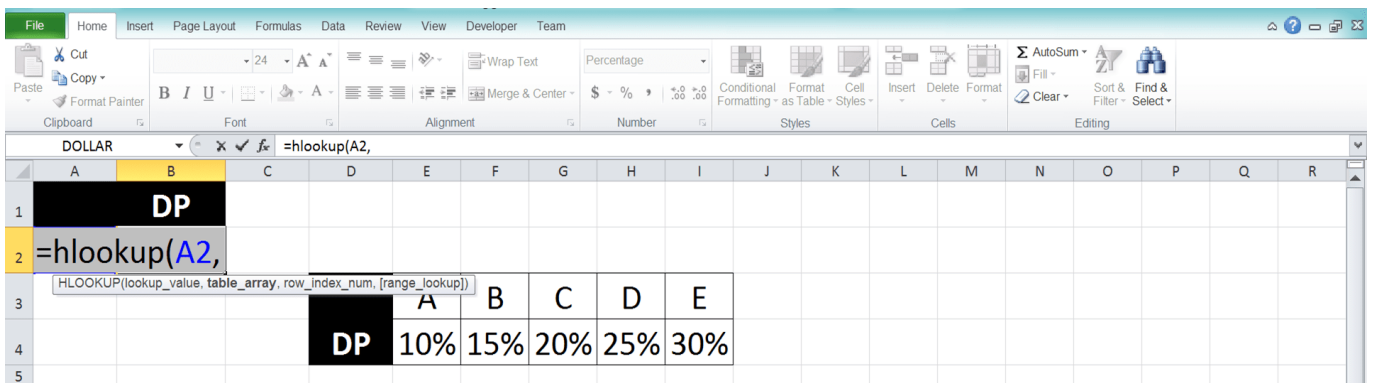 File Home Insert Page Layout Formulas Data Review View Developer Team
Cut
Copy
Format Painter
Paste
Clipboard
24 A A
B I U A
Font
Wrap Text
Merge & Center
Alignment
Percentage
$ % ,
Number
Conditional Formatting
Format as Table
Cell Styles
Styles
Insert Delete Format
Cells
Σ AutoSum
Fill
Clear
Sort & Filter
Find & Select
Editing
DOLLAR fx =hlookup(A2,
A B C D E F G H I J K L M N O P Q R
1 DP
2 =hlookup(A2,
HLOOKUP(lookup_value, table_array, row_index_num, [range_lookup])
3 A B C D E
4 DP 10% 15% 20% 25% 30%
5